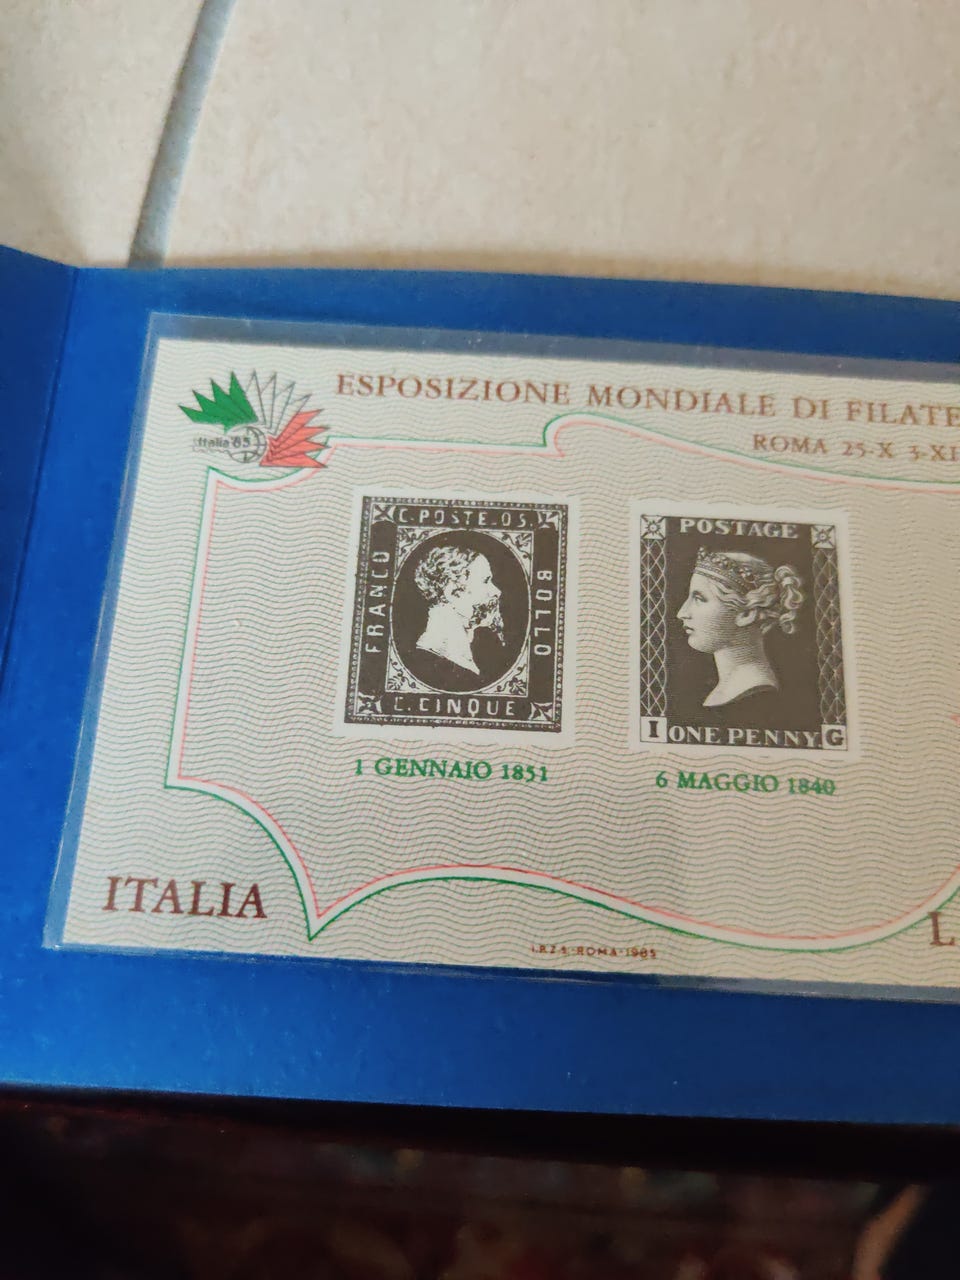 ESPOSIZIONE MONDIALE DI FILATE
ROMA 25-X 3-XI
Italia '85
C. POSTE. 05.
FRANCO
BOLLO
C. CINQUE
POSTAGE
I ONE PENNY. G
1 GENNAIO 1851
6 MAGGIO 1840
ITALIA
L
I.P.Z.S.-ROMA-1985